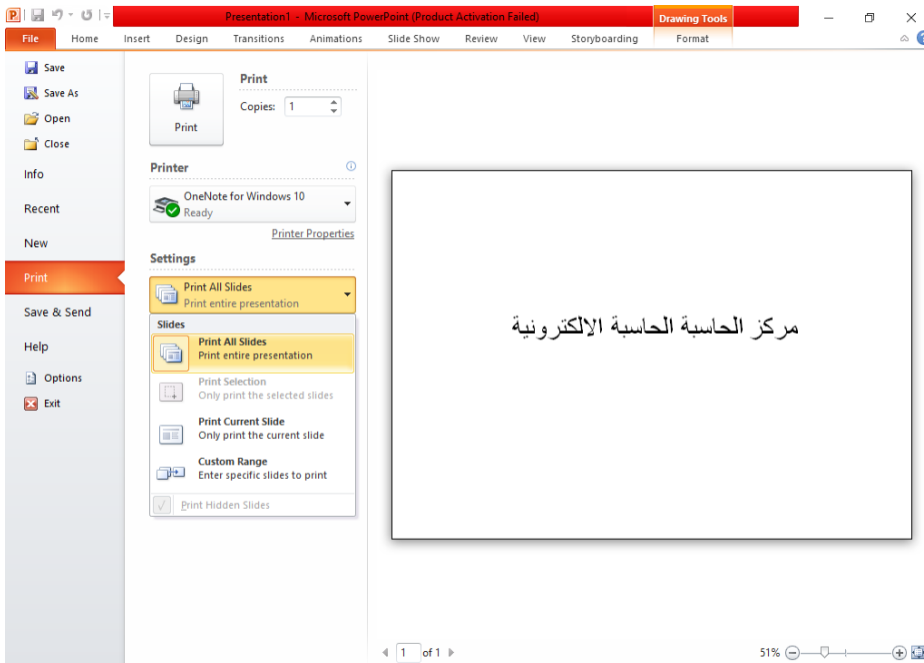 Presentation1 - Microsoft PowerPoint (Product Activation Failed)
Drawing Tools
File Home Insert Design Transitions Animations Slide Show Review View Storyboarding Format
Save
Save As
Open
Close
Info
Recent
New
Print
Save & Send
Help
Options
Exit
Print
Print
Copies: 1
Printer
OneNote for Windows 10
Ready
Printer Properties
Settings
Print All Slides
Print entire presentation
Slides
Print All Slides
Print entire presentation
Print Selection
Only print the selected slides
Print Current Slide
Only print the current slide
Custom Range
Enter specific slides to print
Print Hidden Slides
مركز الحاسبة الحاسبة الالكترونية
1 of 1
51%